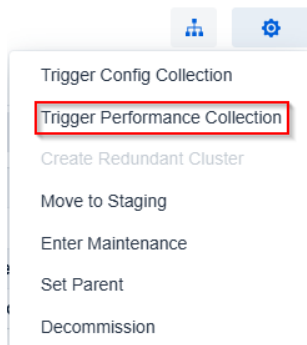 Trigger Config Collection
Trigger Performance Collection
Create Redundant Cluster
Move to Staging
Enter Maintenance
Set Parent
Decommission